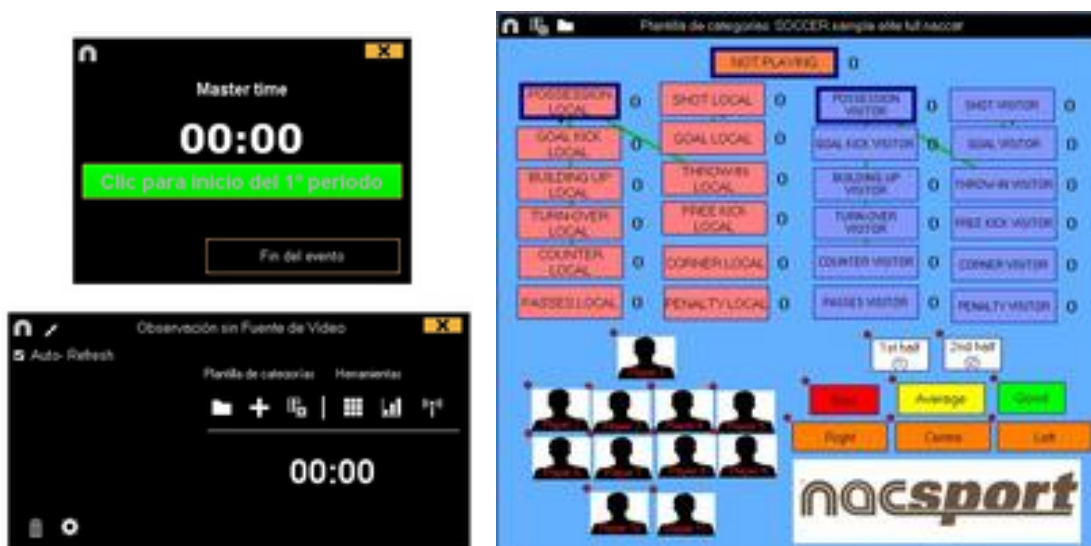 Master time
00:00
Clic para inicio del 1º periodo
Fin del evento
Observación sin Fuente de Video
Auto- Refresh
Plantilla de categorías Herramientas
00:00
Plantilla de categorias: SOCCER sample elite full naccar
NOT PLAYING 0
POSSESSION LOCAL 0
SHOT LOCAL 0
POSSESSION VISITOR 0
SHOT VISITOR 0
GOAL KICK LOCAL 0
GOAL LOCAL 0
GOAL KICK VISITOR 0
GOAL VISITOR 0
BUILDING UP LOCAL 0
THROW-IN LOCAL 0
BUILDING UP VISITOR 0
THROW-IN VISITOR 0
TURN-OVER LOCAL 0
FREE KICK LOCAL 0
TURN-OVER VISITOR 0
FREE KICK VISITOR 0
COUNTER LOCAL 0
CORNER LOCAL 0
COUNTER VISITOR 0
CORNER VISITOR 0
PASSES LOCAL 0
PENALTY LOCAL 0
PASSES VISITOR 0
PENALTY VISITOR 0
1st half
2nd half
Average
Good
Right
Centre
Left
nacsport